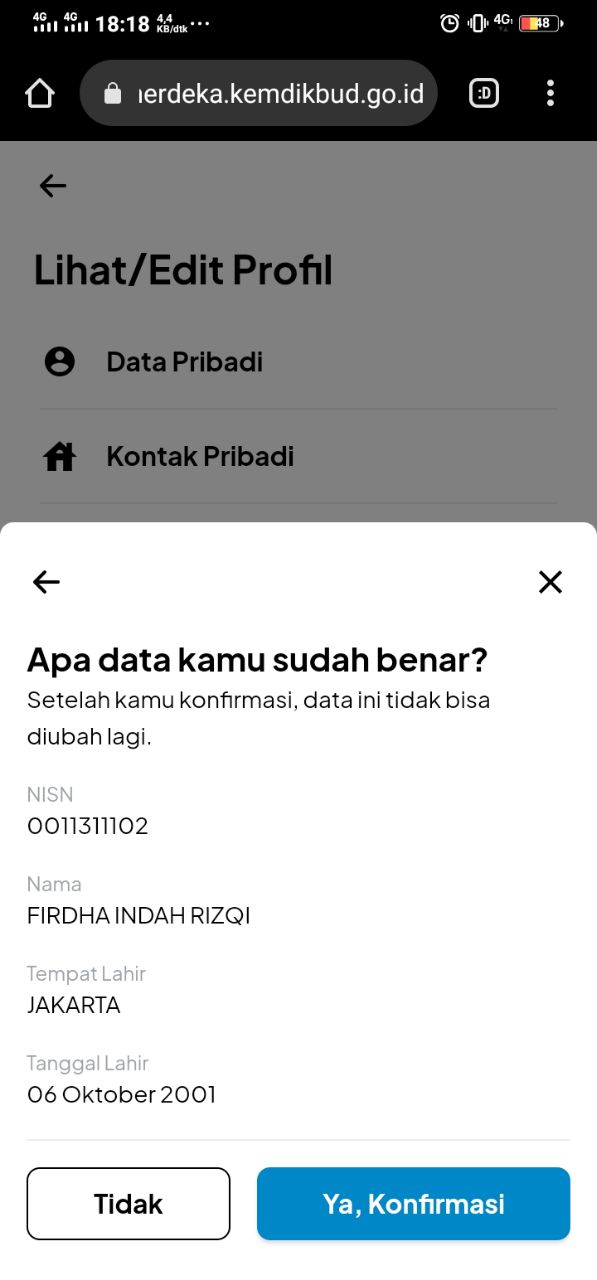 4G 4G 18:18 4,4 KB/dtk ... 4G 48
nerdeka.kemdikbud.go.id :D
Lihat/Edit Profil
Data Pribadi
Kontak Pribadi
Apa data kamu sudah benar?
Setelah kamu konfirmasi, data ini tidak bisa
diubah lagi.
NISN
0011311102
Nama
FIRDHA INDAH RIZQI
Tempat Lahir
JAKARTA
Tanggal Lahir
06 Oktober 2001
Tidak
Ya, Konfirmasi